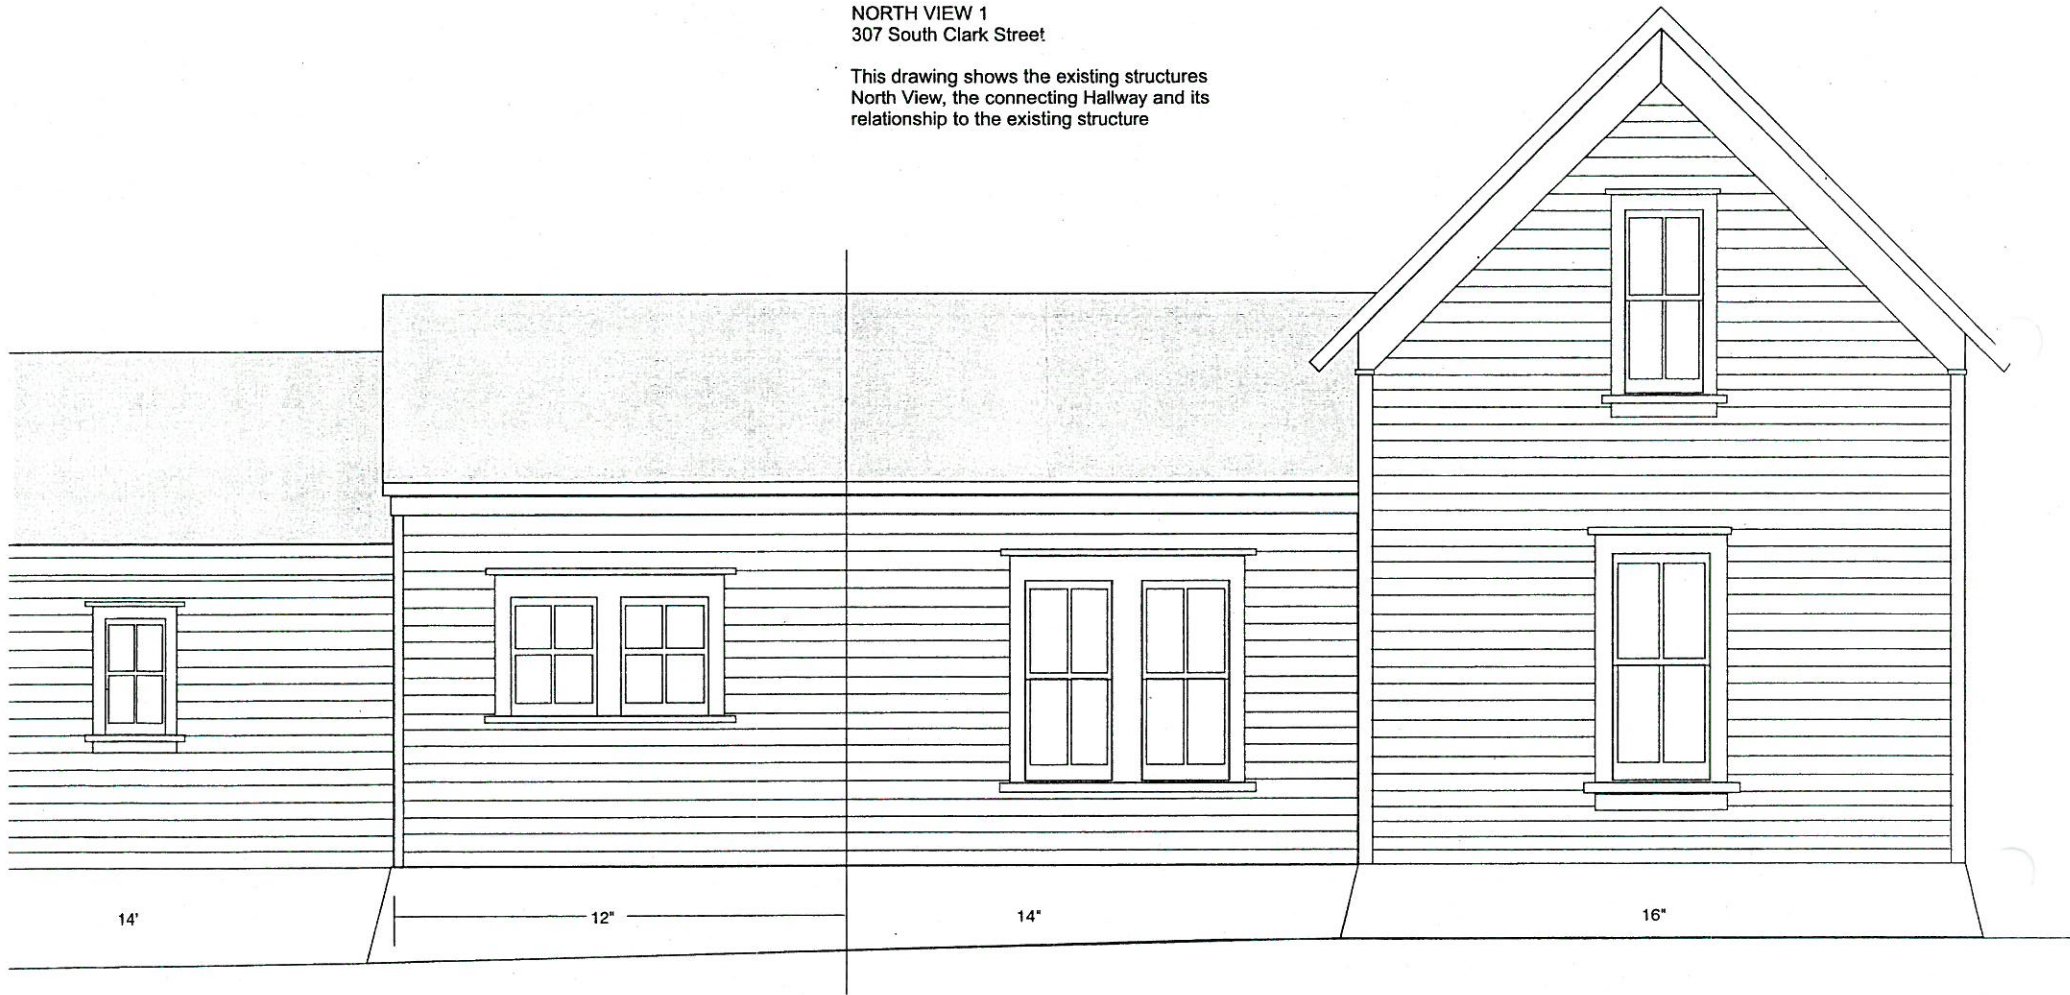 NORTH VIEW 1
307 South Clark Street
This drawing shows the existing structures
North View, the connecting Hallway and its
relationship to the existing structure
14'
12"
14"
16"